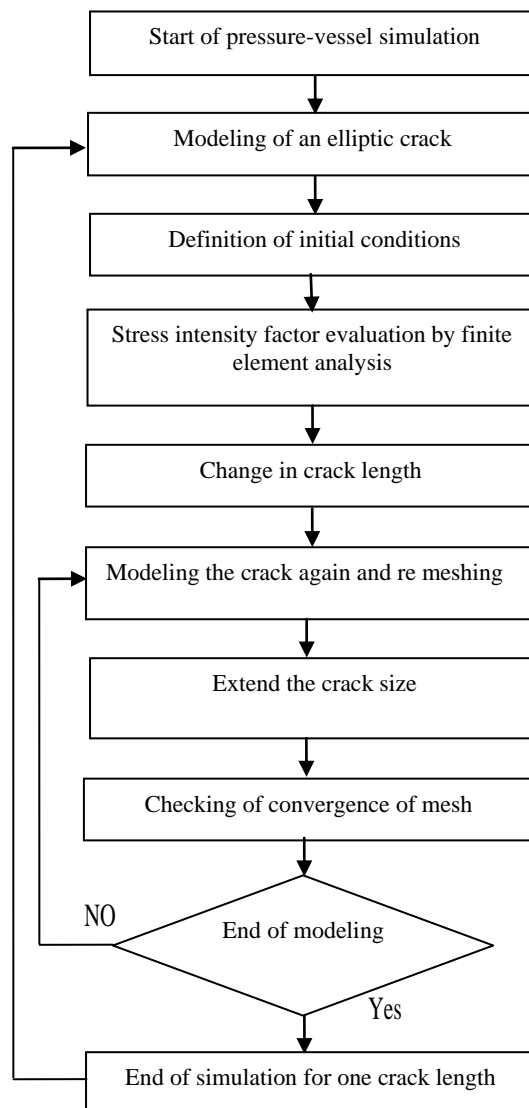 Start of pressure-vessel simulation
Modeling of an elliptic crack
Definition of initial conditions
Stress intensity factor evaluation by finite
element analysis
Change in crack length
Modeling the crack again and re meshing
Extend the crack size
Checking of convergence of mesh
NO
End of modeling
Yes
End of simulation for one crack length